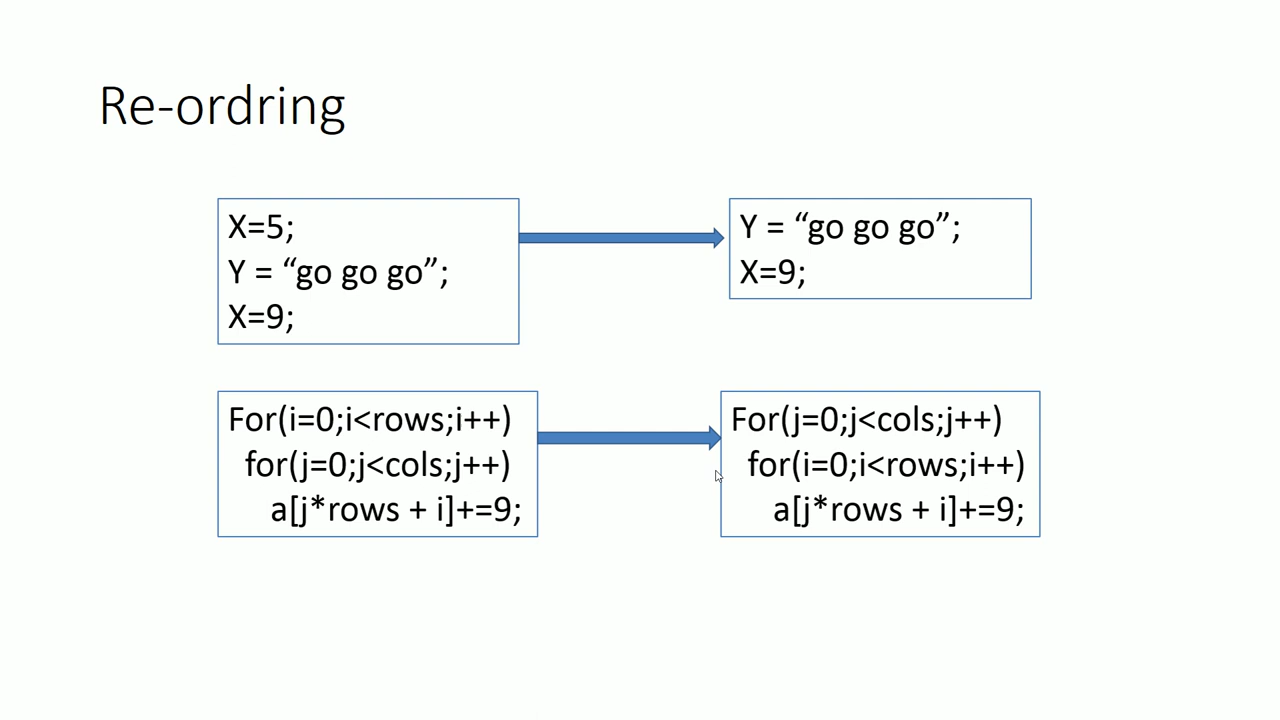 Re-ordring
X=5;
Y = “go go go”;
X=9;
Y = “go go go”;
X=9;
For(i=0;i<rows;i++)
for(j=0;j<cols;j++)
a[j*rows + i]+=9;
For(j=0;j<cols;j++)
for(i=0;i<rows;i++)
a[j*rows + i]+=9;